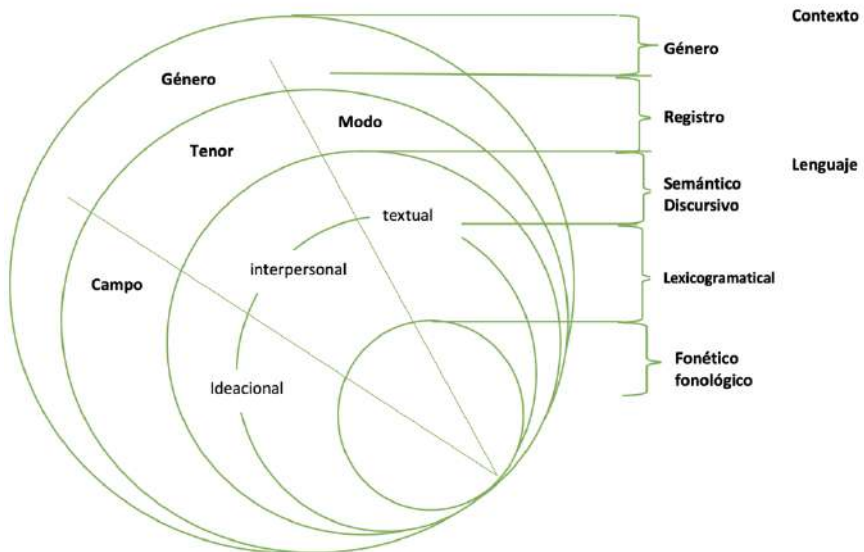 Contexto
Género
Género
Modo
Registro
Tenor
Lenguaje
Semántico
Discursivo
textual
interpersonal
Campo
Lexicogramatical
Ideacional
Fonético
fonológico